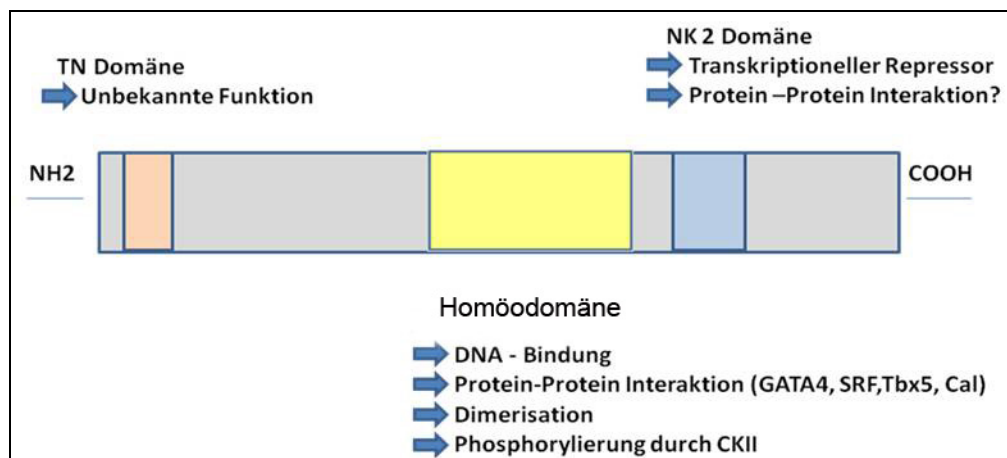 TN Domäne
Unbekannte Funktion
NK 2 Domäne
Transkriptioneller Repressor
Protein –Protein Interaktion?
NH2
COOH
Homöodomäne
DNA - Bindung
Protein-Protein Interaktion (GATA4, SRF,Tbx5, Cal)
Dimerisation
Phosphorylierung durch CKII